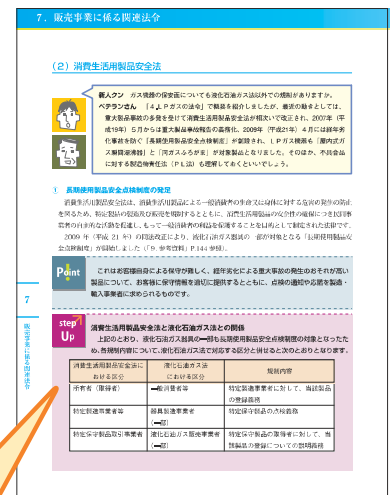 7. 販売事業に係る関連法令
(2) 消費生活用製品安全法
新人クン ガス機器の保安面についても液化石油ガス法以外での規制がありますか。
ベテランさん 「4.LPガスの法令」で概略を紹介しましたが、最近の動きとしては、
重大製品事故の多発を受けて消費生活用製品安全法が相次いで改正され、2007年(平
成19年)5月からは重大製品事故報告の義務化、2009年(平成21年)4月には経年劣
化事故を防ぐ「長期使用製品安全点検制度」が創設され、LPガス機器も「屋内式ガ
ス瞬間湯沸器」と「同ガスふろがま」が対象製品となりました。そのほか、不具合品
に対する製造物責任法(PL法)も理解しておくといいでしょう。
① 長期使用製品安全点検制度の発足
消費生活用製品安全法は、消費生活用製品による一般消費者の生命又は身体に対する危害の発生の防止
を図るため、特定製品の製造及び販売を規制するとともに、消費生活用製品の安全性の確保につき民間事
業者の自主的な活動を促進し、もって一般消費者の利益を保護することを目的として制定された法律です。
2009年(平成21年)の同法改正により、液化石油ガス器具の一部が対象となる「長期使用製品安
全点検制度」が開始しました(「9.参考資料」P.144参照)。
Point
これはお客様自身による保守が難しく、経年劣化による重大事故の発生のおそれが高い
製品について、お客様に保守情報を適切に提供するとともに、点検の通知や応諾を製造・
輸入事業者に求めるものです。
7
販売事業に係る関連法令
step
Up
消費生活用製品安全法と液化石油ガス法との関係
上記のとおり、液化石油ガス器具の一部も長期使用製品安全点検制度の対象となったた
め、各規制内容について、液化石油ガス法で対応する区分と併せると次のとおりとなります。
消費生活用製品安全法に
おける区分
液化石油ガス法
における区分
規制内容
所有者(取得者)
一般消費者等
特定製造事業者に対して、当該製品
の登録義務
特定製造事業者等
器具製造事業者
(一部)
特定保守製品の点検義務
特定保守製品取引事業者
液化石油ガス販売事業者
(一部)
特定保守製品の取得者に対して、当
該製品の登録についての説明義務